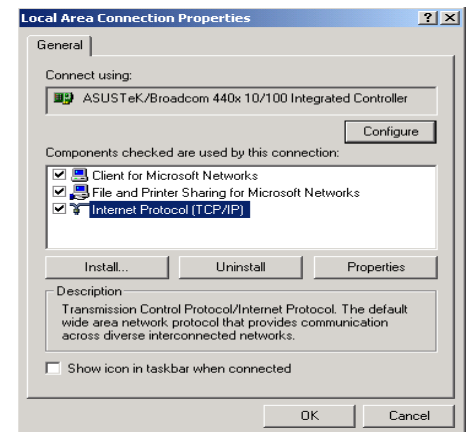 Local Area Connection Properties
General
Connect using:
ASUSTeK/Broadcom 440x 10/100 Integrated Controller
Configure
Components checked are used by this connection:
Client for Microsoft Networks
File and Printer Sharing for Microsoft Networks
Internet Protocol (TCP/IP)
Install...
Uninstall
Properties
Description
Transmission Control Protocol/Internet Protocol. The default
wide area network protocol that provides communication
across diverse interconnected networks.
Show icon in taskbar when connected
OK
Cancel